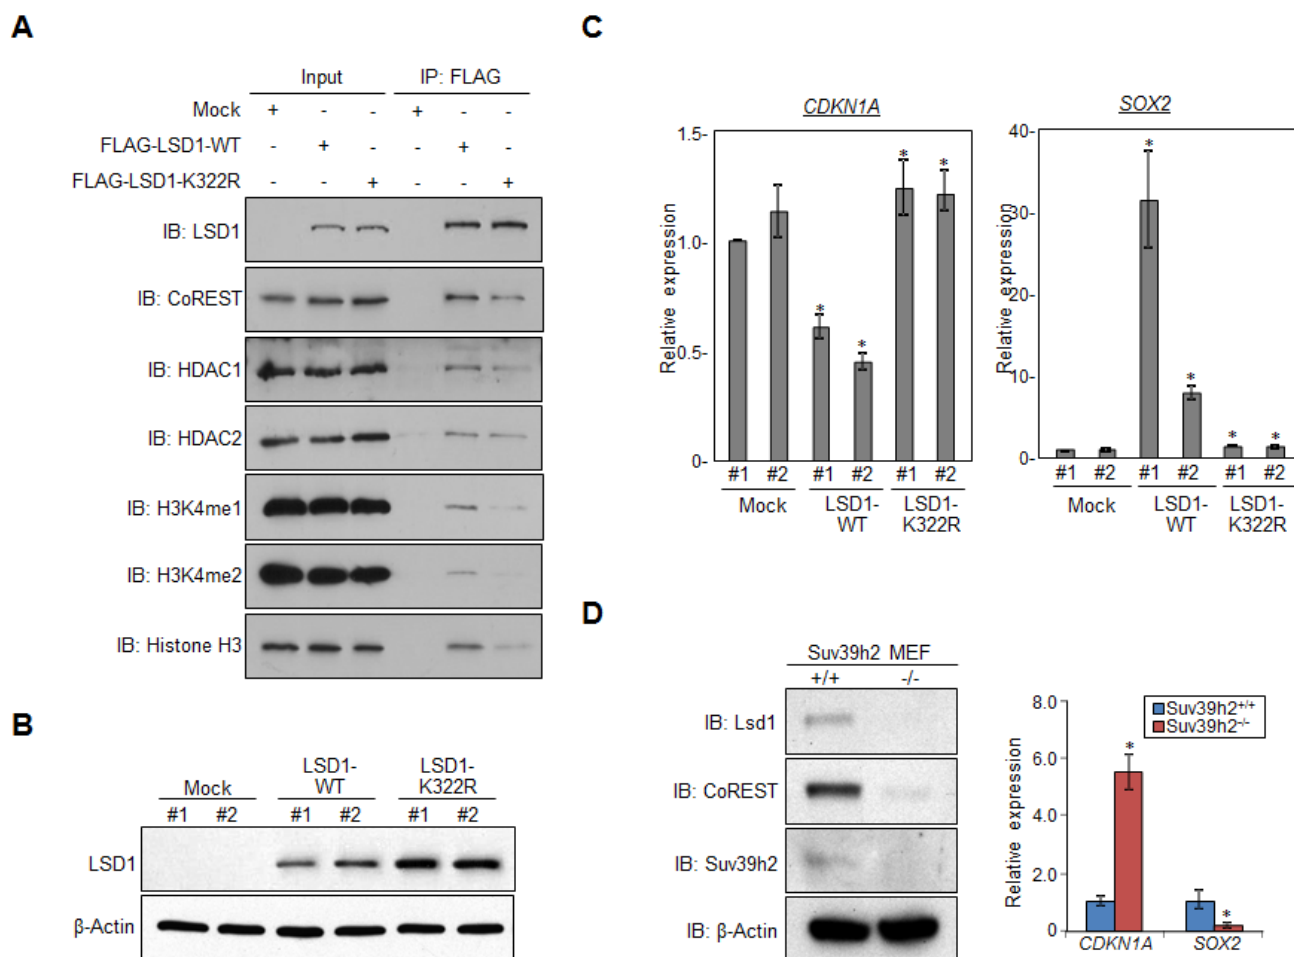 A
Input IP: FLAG
Mock + - - + - -
FLAG-LSD1-WT - + - - + -
FLAG-LSD1-K322R - - + - - +
IB: LSD1
IB: CoREST
IB: HDAC1
IB: HDAC2
IB: H3K4me1
IB: H3K4me2
IB: Histone H3
B
Mock LSD1-WT LSD1-K322R
#1 #2 #1 #2 #1 #2
LSD1
β-Actin
C
CDKN1A
Relative expression
1.5-
1.0-
0.5-
0-
* * * *
#1 #2 #1 #2 #1 #2
Mock LSD1- LSD1-
WT K322R
SOX2
Relative expression
40-
30-
20-
10-
0-
* * * *
#1 #2 #1 #2 #1 #2
Mock LSD1- LSD1-
WT K322R
D
Suv39h2 MEF
+/+ -/-
IB: Lsd1
IB: CoREST
IB: Suv39h2
IB: β-Actin
Relative expression
8.0
6.0
4.0
2.0
0
Suv39h2+/+
Suv39h2-/-
* *
CDKN1A SOX2